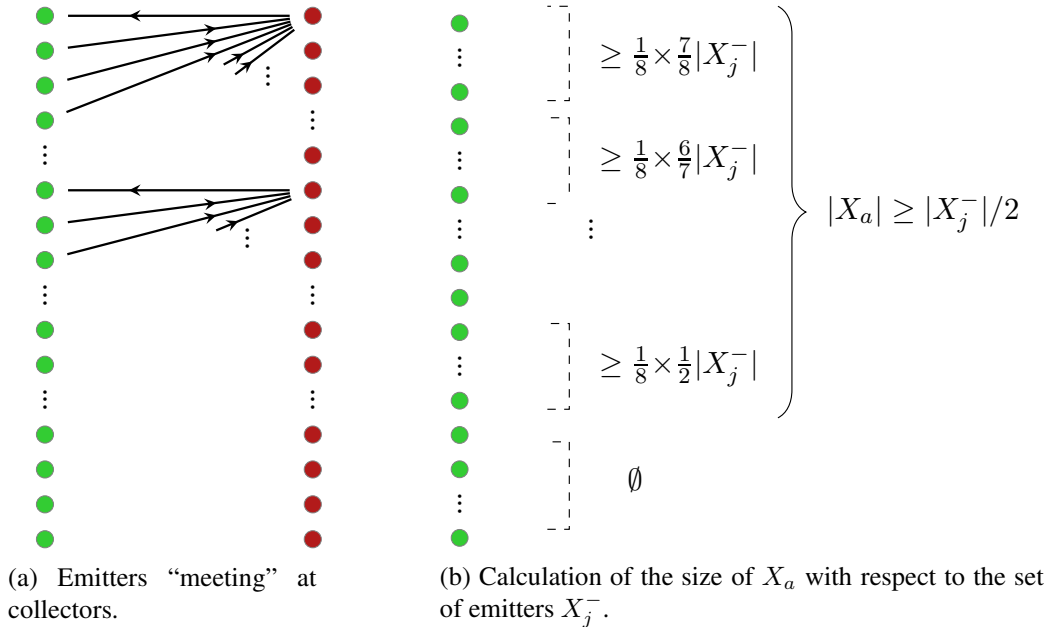 ≥ 1/8 × 7/8 |X_j^-|
≥ 1/8 × 6/7 |X_j^-|
⋮
|X_a| ≥ |X_j^-|/2
≥ 1/8 × 1/2 |X_j^-|
∅
(a) Emitters “meeting” at
collectors.
(b) Calculation of the size of X_a with respect to the set
of emitters X_j^-.